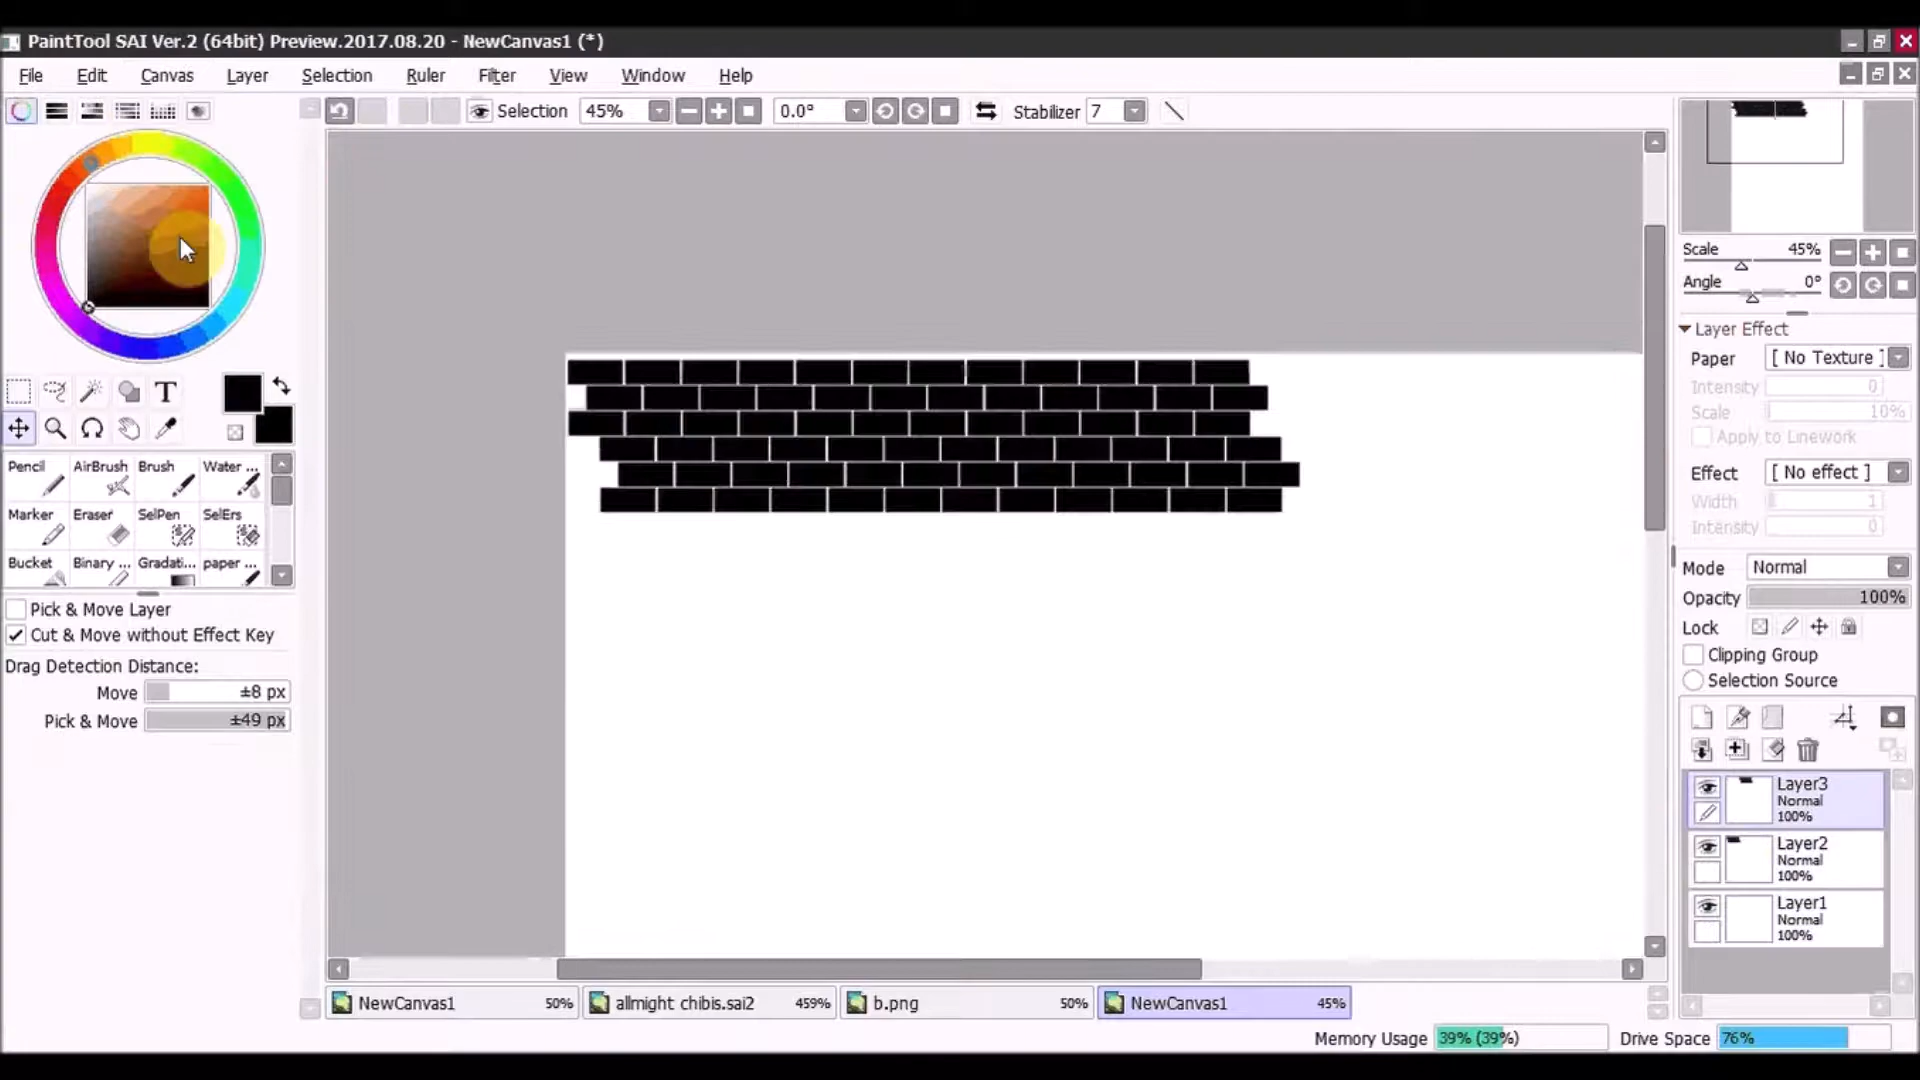 PaintTool SAI Ver.2 (64bit) Preview.2017.08.20 - NewCanvas1 (*)
File Edit Canvas Layer Selection Ruler Filter View Window Help
Selection 45% 0.0° Stabilizer 7
Scale 45%
Angle 0°
Layer Effect
Paper [ No Texture ]
Intensity 0
Scale 10%
Apply to Linework
Effect [ No effect ]
Width 1
Intensity 0
Mode Normal
Opacity 100%
Lock
Clipping Group
Selection Source
Layer3
Normal
100%
Layer2
Normal
100%
Layer1
Normal
100%
T
Pencil AirBrush Brush Water ...
Marker Eraser SelPen SelErs
Bucket Binary ... Gradati... paper ...
Pick & Move Layer
Cut & Move without Effect Key
Drag Detection Distance:
Move ±8 px
Pick & Move ±49 px
NewCanvas1 50% allmight chibis.sai2 459% b.png 50% NewCanvas1 45%
Memory Usage 39% (39%) Drive Space 76%